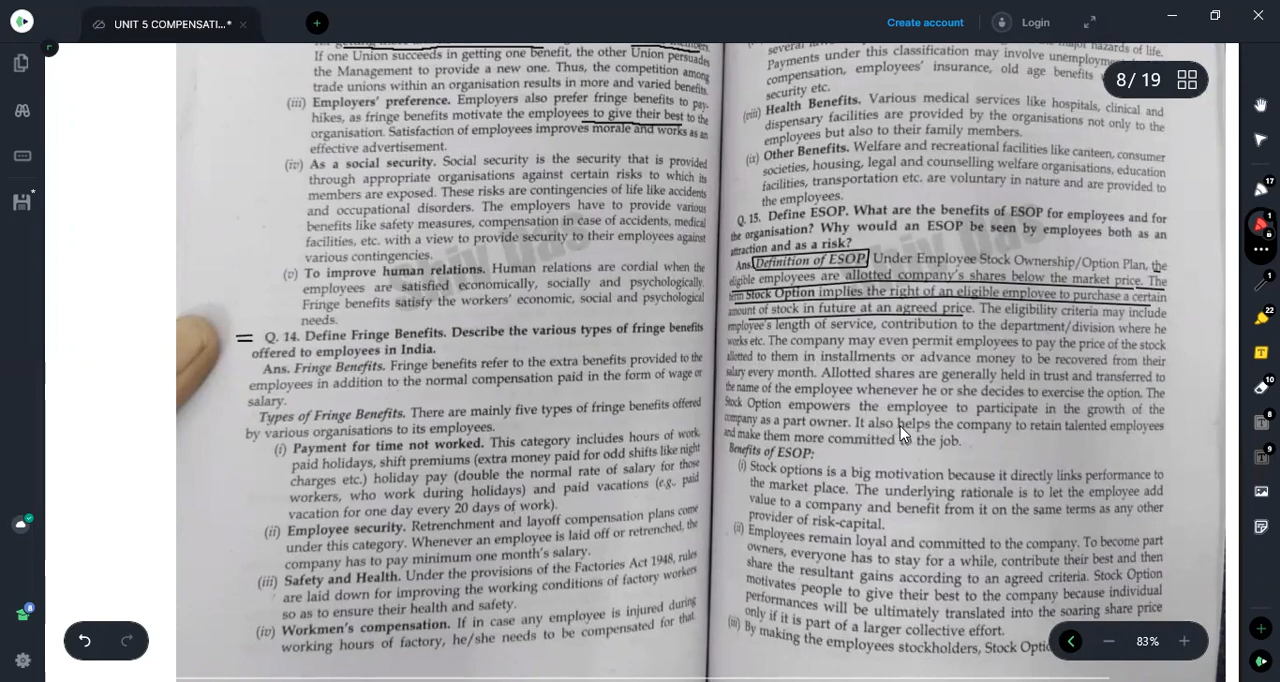 UNIT 5 COMPENSATI...*
Create account
Login
8/ 19
If one Union succeeds in getting one benefit, the other Union persuades
the Management to provide a new one. Thus, the competition among
trade unions within an organisation results in more and varied benefits.
(iii) Employers' preference. Employers also prefer fringe benefits to pay-
hikes, as fringe benefits motivate the employees to give their best to the
organisation. Satisfaction of employees improves morale and works as an
effective advertisement.
(iv) As a social security. Social security is the security that is provided
through appropriate organisations against certain risks to which its
members are exposed. These risks are contingencies of life like accidents
and occupational disorders. The employers have to provide various
benefits like safety measures, compensation in case of accidents, medical
facilities, etc. with a view to provide security to their employees against
various contingencies.
(v) To improve human relations. Human relations are cordial when the
employees are satisfied economically, socially and psychologically.
Fringe benefits satisfy the workers' economic, social and psychological
needs.
Q. 14. Define Fringe Benefits. Describe the various types of fringe benefits
offered to employees in India.
Ans. Fringe Benefits. Fringe benefits refer to the extra benefits provided to the
employees in addition to the normal compensation paid in the form of wage or
salary.
Types of Fringe Benefits. There are mainly five types of fringe benefits offered
by various organisations to its employees.
(i) Payment for time not worked. This category includes hours of work,
paid holidays, shift premiums (extra money paid for odd shifts like night
charges etc.) holiday pay (double the normal rate of salary for those
workers, who work during holidays) and paid vacations (e.g., paid
vacation for one day every 20 days of work).
(ii) Employee security. Retrenchment and layoff compensation plans come
under this category. Whenever an employee is laid off or retrenched, the
company has to pay minimum one month's salary.
(iii) Safety and Health. Under the provisions of the Factories Act 1948, rules
are laid down for improving the working conditions of factory workers
so as to ensure their health and safety.
(iv) Workmen's compensation. If in case any employee is injured during
working hours of factory, he/she needs to be compensated for that
hazards of life.
Payments under this classification may involve unemployment
compensation, employees' insurance, old age benefits
security etc.
(viii) Health Benefits. Various medical services like hospitals, clinical and
dispensary facilities are provided by the organisations not only to the
employees but also to their family members.
(ix) Other Benefits. Welfare and recreational facilities like canteen, consumer
societies, housing, legal and counselling welfare organisations, education
facilities, transportation etc. are voluntary in nature and are provided to
the employees.
Q. 15. Define ESOP. What are the benefits of ESOP for employees and for
the organisation? Why would an ESOP be seen by employees both as an
attraction and as a risk?
Ans. Definition of ESOP. Under Employee Stock Ownership/Option Plan, the
eligible employees are allotted company's shares below the market price. The
term Stock Option implies the right of an eligible employee to purchase a certain
amount of stock in future at an agreed price. The eligibility criteria may include
employee's length of service, contribution to the department/division where he
works etc. The company may even permit employees to pay the price of the stock
allotted to them in installments or advance money to be recovered from their
salary every month. Allotted shares are generally held in trust and transferred to
the name of the employee whenever he or she decides to exercise the option. The
Stock Option empowers the employee to participate in the growth of the
company as a part owner. It also helps the company to retain talented employees
and make them more committed to the job.
Benefits of ESOP:
(i) Stock options is a big motivation because it directly links performance to
the market place. The underlying rationale is to let the employee add
value to a company and benefit from it on the same terms as any other
provider of risk-capital.
(ii) Employees remain loyal and committed to the company. To become part
owners, everyone has to stay for a while, contribute their best and then
share the resultant gains according to an agreed criteria. Stock Option
motivates people to give their best to the company because individual
performances will be ultimately translated into the soaring share price
only if it is part of a larger collective effort.
(iii) By making the employees stockholders, Stock
83%
Shiv Das
Shiv Das
17
1
1
22
10
8
9
8